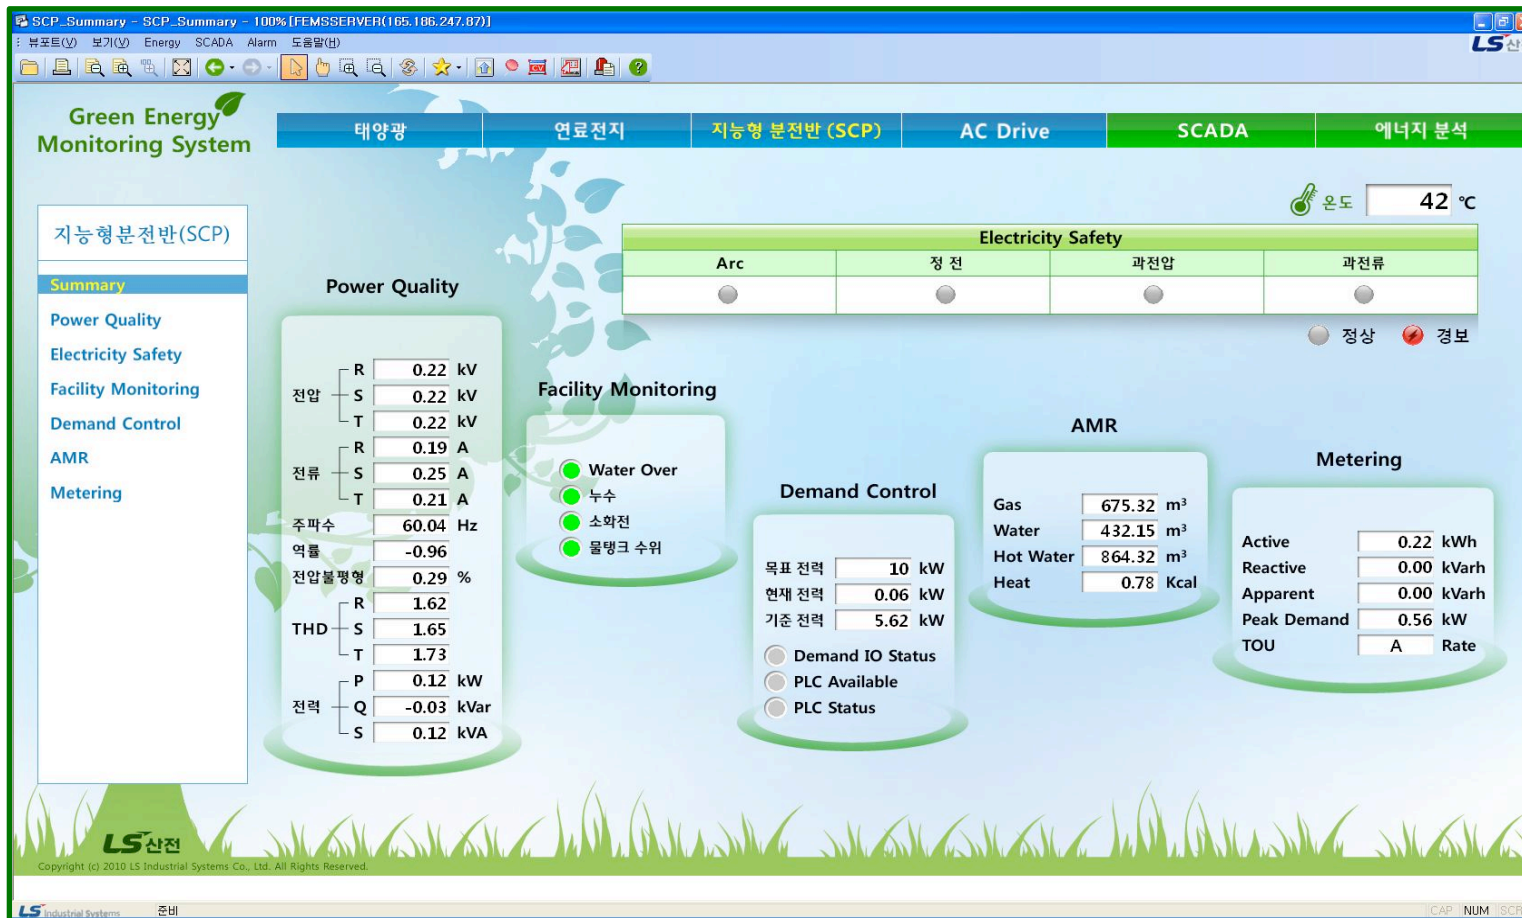 SCP_Summary - SCP_Summary - 100% [FEMSSERVER(165.186.247.87)]
뷰포트(V) 보기(V) Energy SCADA Alarm 도움말(H)
LS산
CV
Green Energy
Monitoring System
태양광 연료전지 지능형 분전반 (SCP) AC Drive SCADA 에너지 분석
온도 42 ℃
지능형분전반(SCP)
Summary
Power Quality
Electricity Safety
Facility Monitoring
Demand Control
AMR
Metering
Electricity Safety
Arc 정 전 과전압 과전류
정상 경보
Power Quality
전압
R 0.22 kV
S 0.22 kV
T 0.22 kV
전류
R 0.19 A
S 0.25 A
T 0.21 A
주파수 60.04 Hz
역률 -0.96
전압불평형 0.29 %
THD
R 1.62
S 1.65
T 1.73
전력
P 0.12 kW
Q -0.03 kVar
S 0.12 kVA
Facility Monitoring
Water Over
누수
소화전
물탱크 수위
Demand Control
목표 전력 10 kW
현재 전력 0.06 kW
기준 전력 5.62 kW
Demand IO Status
PLC Available
PLC Status
AMR
Gas 675.32 m³
Water 432.15 m³
Hot Water 864.32 m³
Heat 0.78 Kcal
Metering
Active 0.22 kWh
Reactive 0.00 kVarh
Apparent 0.00 kVarh
Peak Demand 0.56 kW
TOU A Rate
LS산전
Copyright (c) 2010 LS Industrial Systems Co., Ltd. All Rights Reserved.
LS Industrial Systems 준비 CAP NUM SCR